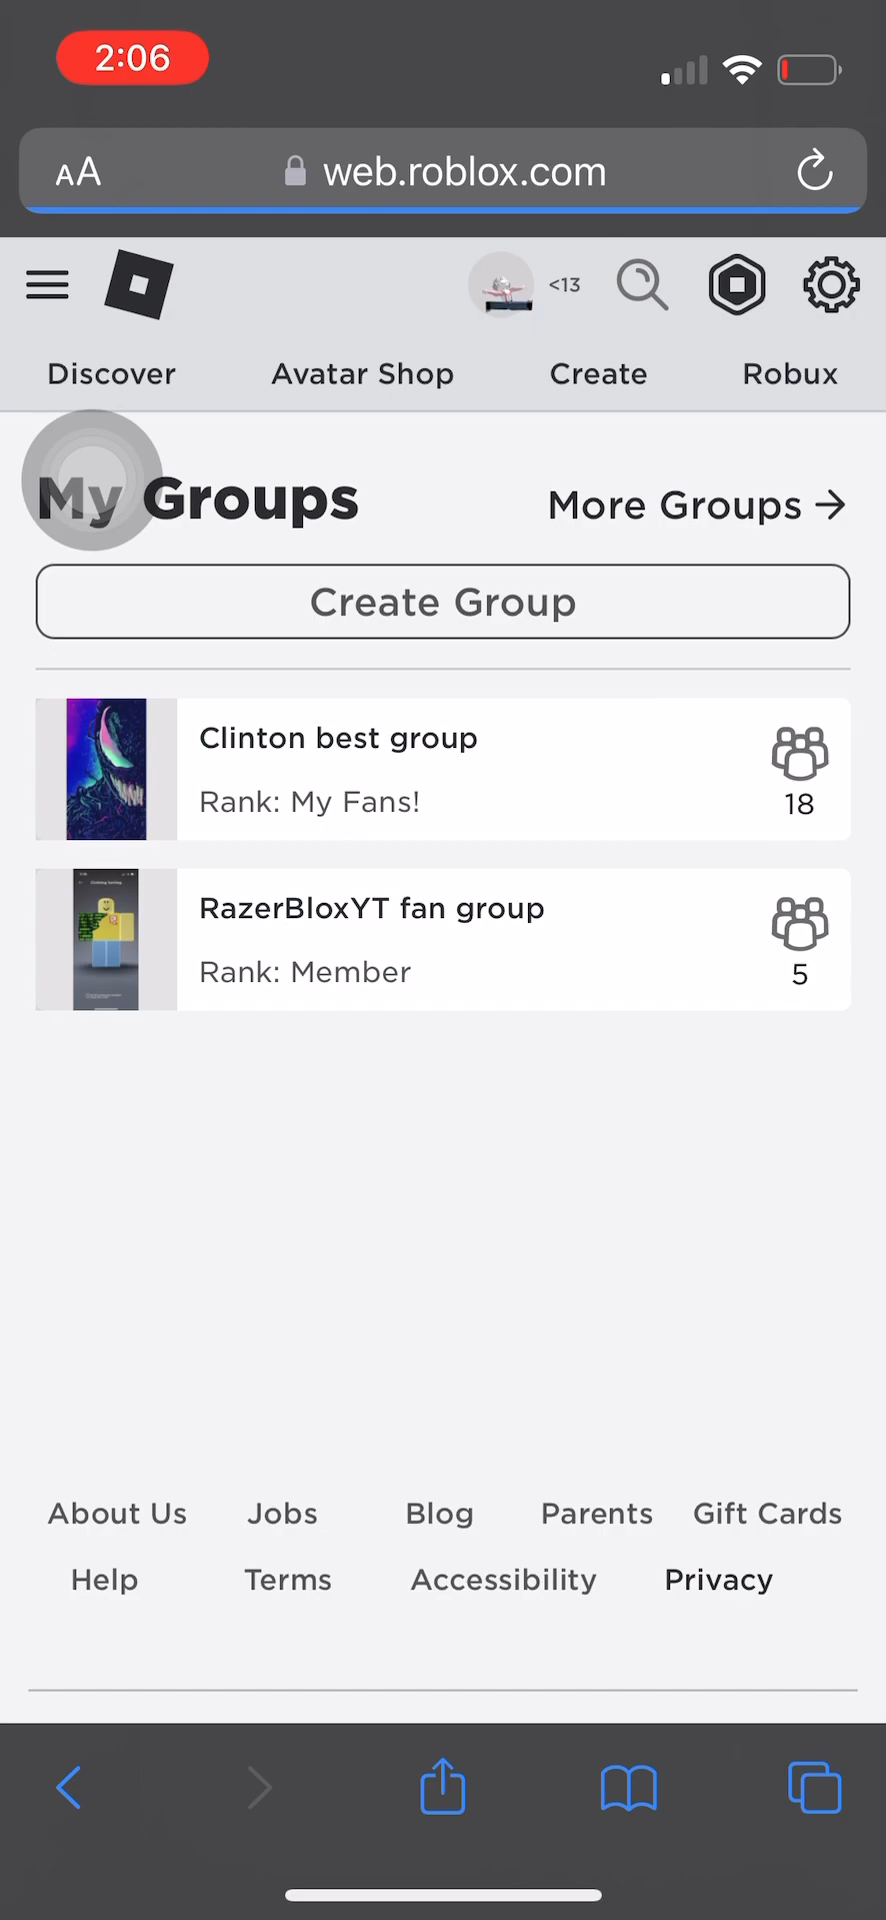 2:06
AA web.roblox.com
<13
Discover Avatar Shop Create Robux
My Groups More Groups →
Create Group
Clinton best group
Rank: My Fans!
18
RazerBloxYT fan group
Rank: Member
5
About Us Jobs Blog Parents Gift Cards
Help Terms Accessibility Privacy